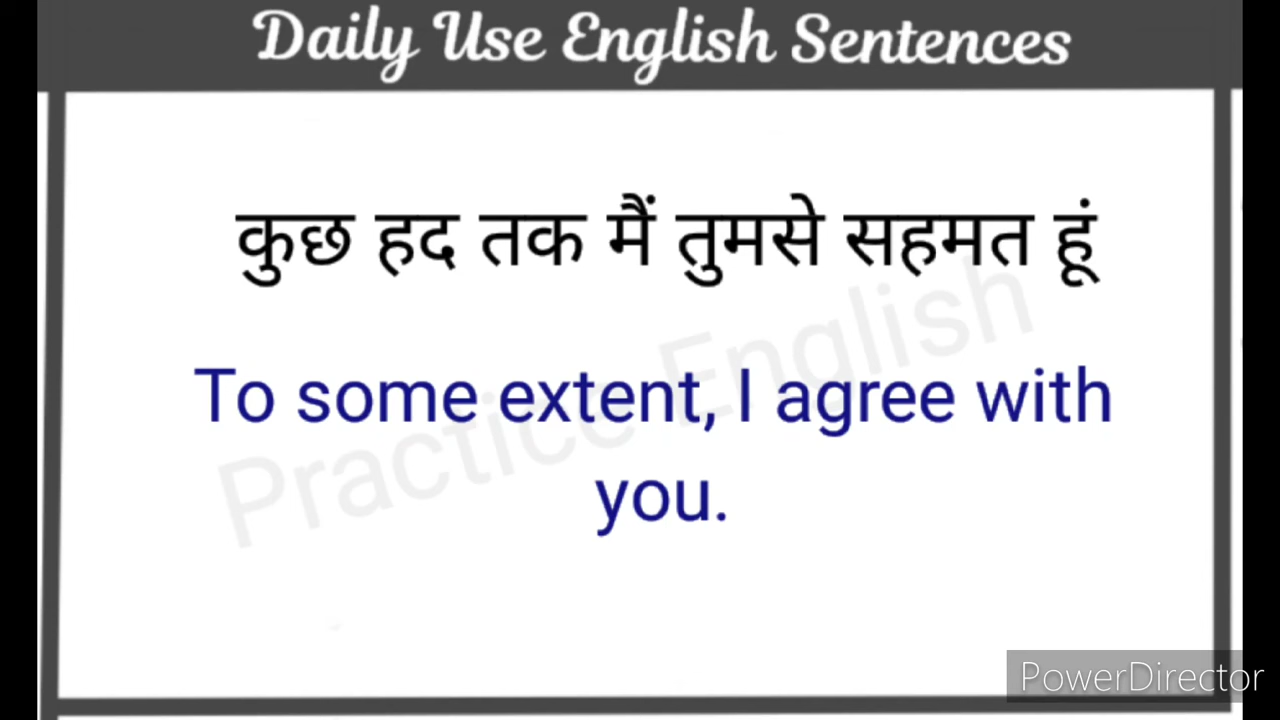 Daily Use English Sentences
कुछ हद तक मैं तुमसे सहमत हूं
To some extent, I agree with
you.
Practice English
PowerDirector